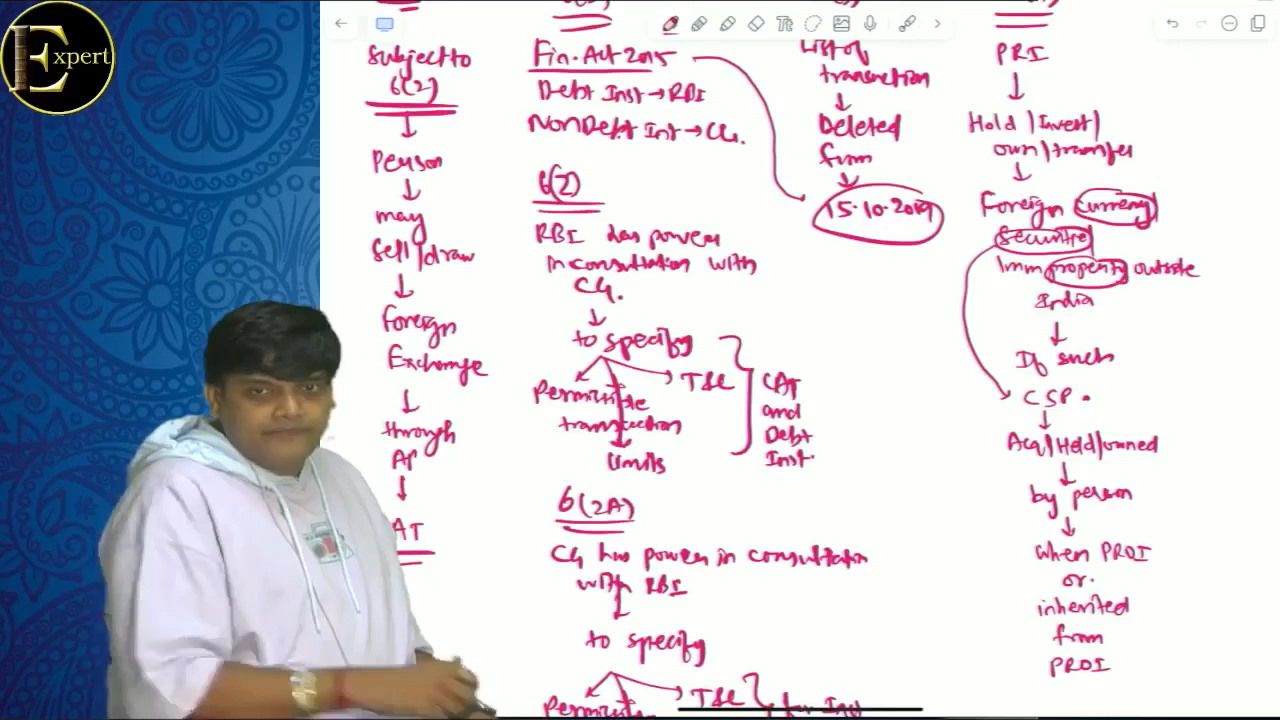 Expert
Subject to
6(2)
Person
may
Sell/draw
Foreign
Exchange
through
AP
AT
Fin. Act 2015
Debt Inst → RBI
Non Debt Int → CG.
6(2)
RBI has power
in consultation with
CG.
to specify
Permissible
transaction
limits
T&C
CAT
and
Debt
Inst.
6(2A)
CG has power in consultation
with RBI
to specify
T&C
for Inst
List of
transaction
Deleted
from
15.10.2019
PRI
Hold/Invest/
own/transfer
Foreign Currency
Imm property outside
India
If such
CSP.
Acq/Held/owned
by person
when PROI
or.
inherited
from
PROI